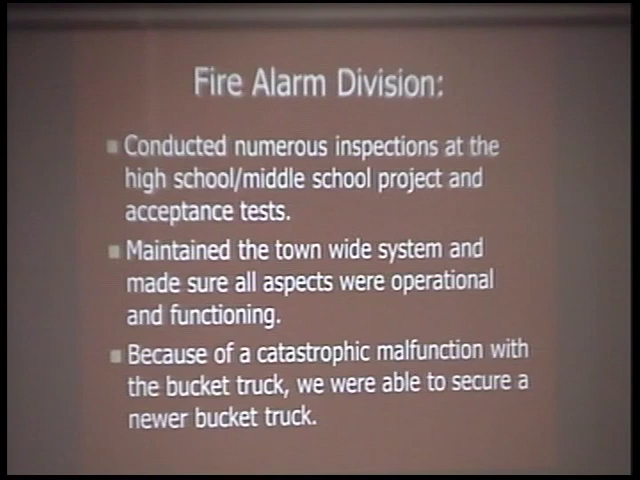 Fire Alarm Division:
Conducted numerous inspections at the
high school/middle school project and
acceptance tests.
Maintained the town wide system and
made sure all aspects were operational
and functioning.
Because of a catastrophic malfunction with
the bucket truck, we were able to secure a
newer bucket truck.